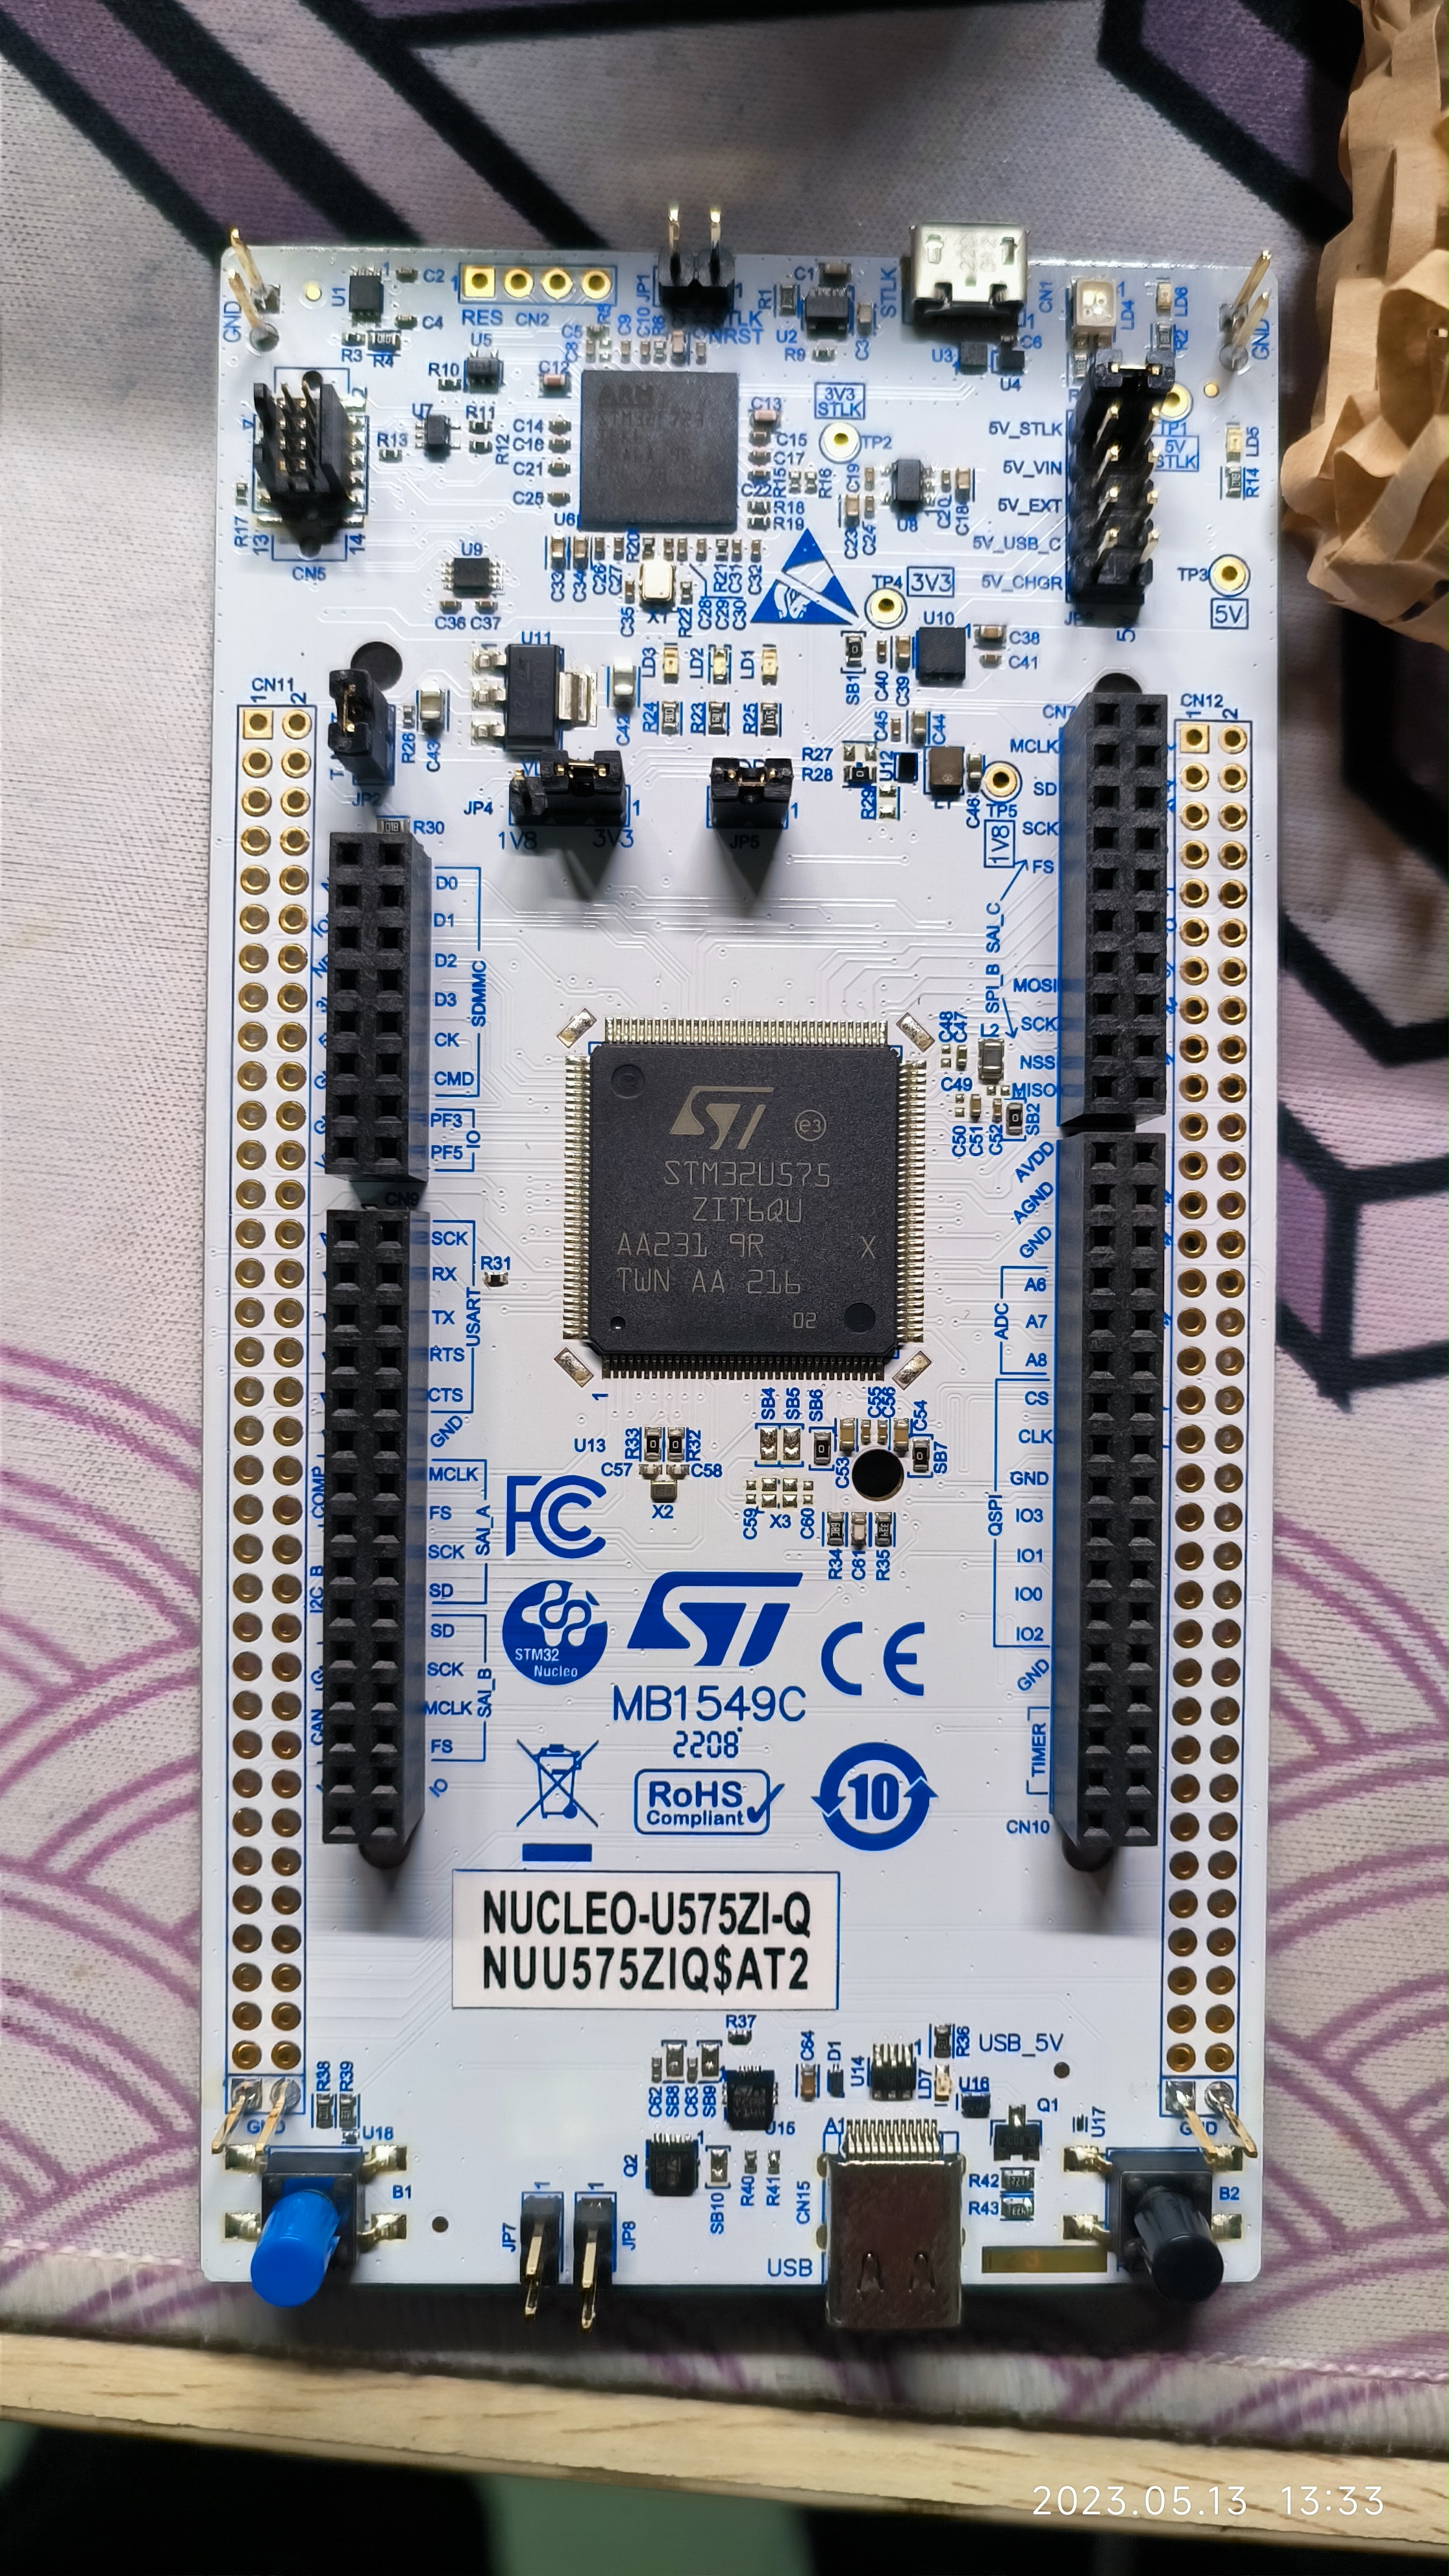 GND
U1
C2
C4
R3
R4
1
RES
CN2
JP1
STLK
NRST
C1
R1
U2
R9
C3
STLK
CN1
U3
U4
C6
LD4
LD6
R2
GND
R10
U5
C12
U7
R11
R12
R13
C14
C16
C21
C25
U6
ARM
C13
C15
C17
R18
R19
3V3
STLK
TP2
C19
R16
C20
C18
C23
C24
U8
5V_STLK
5V_VIN
5V_EXT
5V_USB_C
5V_CHGR
TP1
5V
STLK
LD5
R14
R17
13
14
2
CN5
U9
C36
C37
C33
C34
C26
C27
R20
C35
X1
R22
C28
C29
C30
R21
C31
C32
TP4
3V3
TP3
5V
U10
C38
C41
SB1
C40
C39
U11
C42
LD3
LD2
LD1
R24
R23
R25
CN11
1
2
R26
C43
JP2
JP4
1V8
3V3
1
JP5
1
R27
R28
R29
U12
C45
C44
C46
TP5
1V8
CN7
CN12
1
2
R30
D0
D1
D2
D3
CK
CMD
SDMMC
PF3
PF5
IO
CN9
MCLK
SD
SCK
FS
SAI_C
SPI_B
MOSI
SCK
NSS
MISO
C48
C47
C49
C50
C51
C52
SB2
ST
e3
STM32U575
ZIT6QU
AA231 9R X
TWN AA 216
02
1
SCK
RX
TX
RTS
CTS
USART
GND
MCLK
FS
SCK
SD
SAI_A
SD
SCK
MCLK
FS
SAI_B
IO
COMP
I2C_B
CAN
R31
AVDD
AGND
GND
A6
A7
A8
ADC
CS
CLK
GND
IO3
IO1
IO0
IO2
QSPI
GND
TIMER
CN10
U13
R33
R32
C57
C58
X2
SB4
SB5
SB6
C59
X3
C60
C53
C55
C56
C54
SB7
R34
C61
R35
FC
STM32
Nucleo
ST
CE
MB1549C
2208
RoHS
Compliant
10
NUCLEO-U575ZI-Q
NUU575ZIQ$AT2
R38
R39
GND
U18
B1
JP7
1
JP8
1
R37
C62
SB8
C63
SB9
U15
Q2
1
SB10
R40
R41
C64
D1
U14
1
LD7
R36
USB_5V
U16
Q1
U17
A1
CN15
USB
R42
R43
GND
B2
2023.05.13 13:33